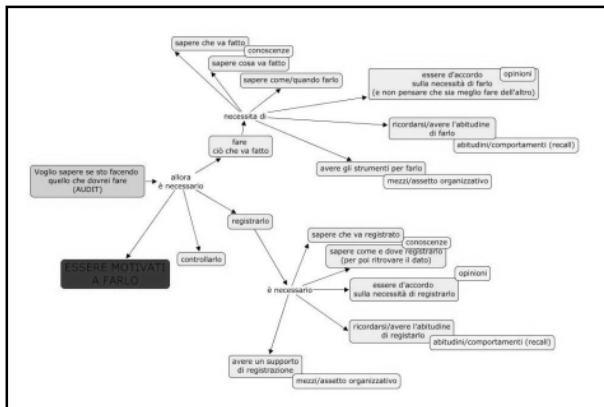 sapere che va fatto
conoscenze
sapere cosa va fatto
sapere come/quando farlo
essere d'accordo
sulla necessità di farlo
(e non pensare che sia meglio fare dell'altro)
opinioni
necessita di
ricordarsi/avere l'abitudine
di farlo
abitudini/comportamenti (recall)
fare
ciò che va fatto
avere gli strumenti per farlo
mezzi/assetto organizzativo
Voglio sapere se sto facendo
quello che dovrei fare
(AUDIT)
allora
è necessario
registrarlo
controllarlo
ESSERE MOTIVATI
A FARLO
sapere che va registrato
conoscenze
sapere come e dove registrarlo
(per poi ritrovare il dato)
opinioni
è necessario
essere d'accordo
sulla necessità di registrarlo
ricordarsi/avere l'abitudine
di registarlo
abitudini/comportamenti (recall)
avere un supporto
di registrazione
mezzi/assetto organizzativo